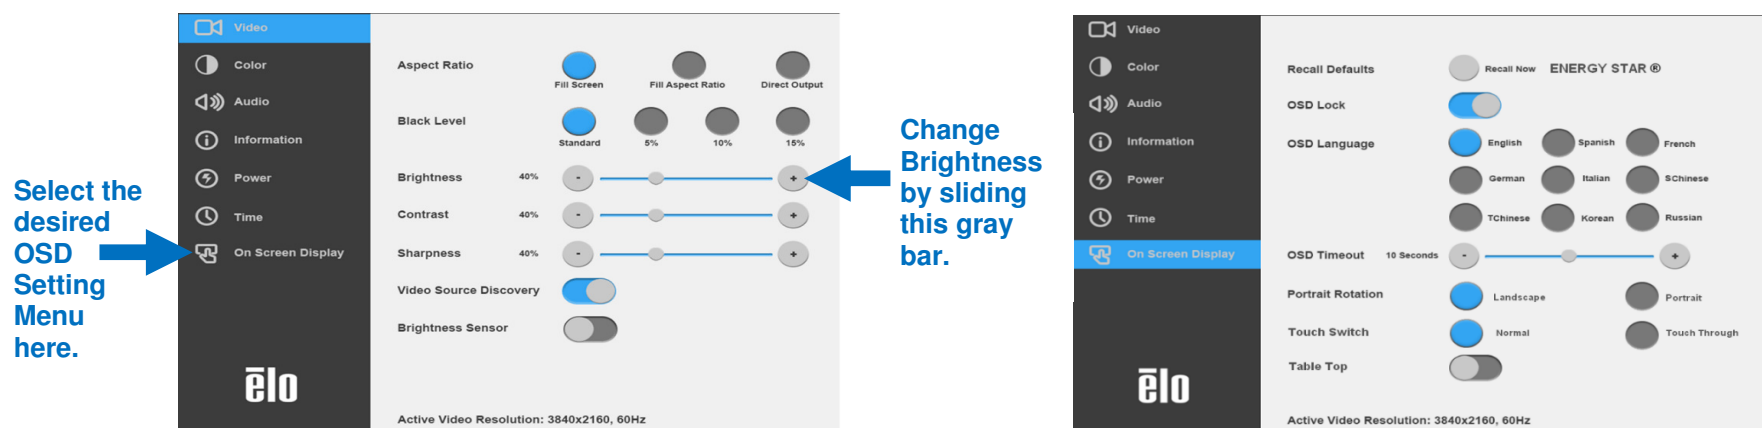 Select the
desired
OSD
Setting
Menu
here.
Video
Color
Audio
Information
Power
Time
On Screen Display
ēlo
Aspect Ratio
Fill Screen Fill Aspect Ratio Direct Output
Black Level
Standard 5% 10% 15%
Brightness 40% - +
Contrast 40% - +
Sharpness 40% - +
Video Source Discovery
Brightness Sensor
Active Video Resolution: 3840x2160, 60Hz
Change
Brightness
by sliding
this gray
bar.
Video
Color
Audio
Information
Power
Time
On Screen Display
ēlo
Recall Defaults Recall Now ENERGY STAR ®
OSD Lock
OSD Language English Spanish French
German Italian SChinese
TChinese Korean Russian
OSD Timeout 10 Seconds - +
Portrait Rotation Landscape Portrait
Touch Switch Normal Touch Through
Table Top
Active Video Resolution: 3840x2160, 60Hz